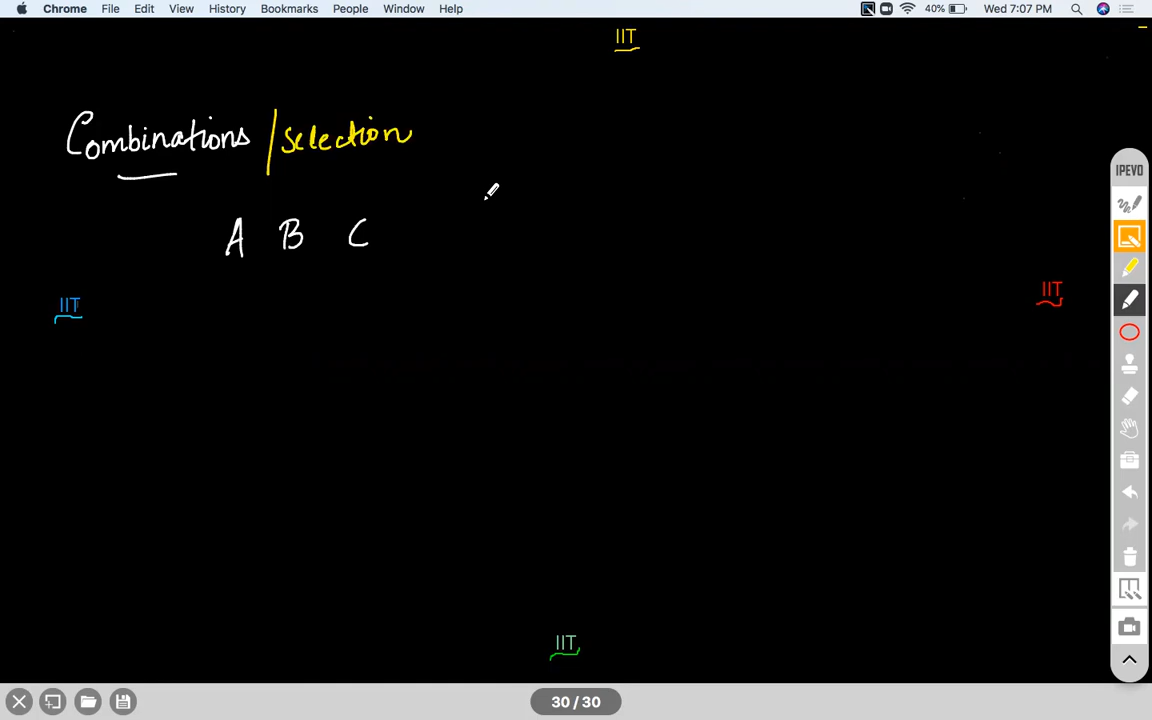 Chrome File Edit View History Bookmarks People Window Help 40% Wed 7:07 PM
IIT
Combinations / selection
A B C
IIT
IIT
IIT
IPEVO
30 / 30